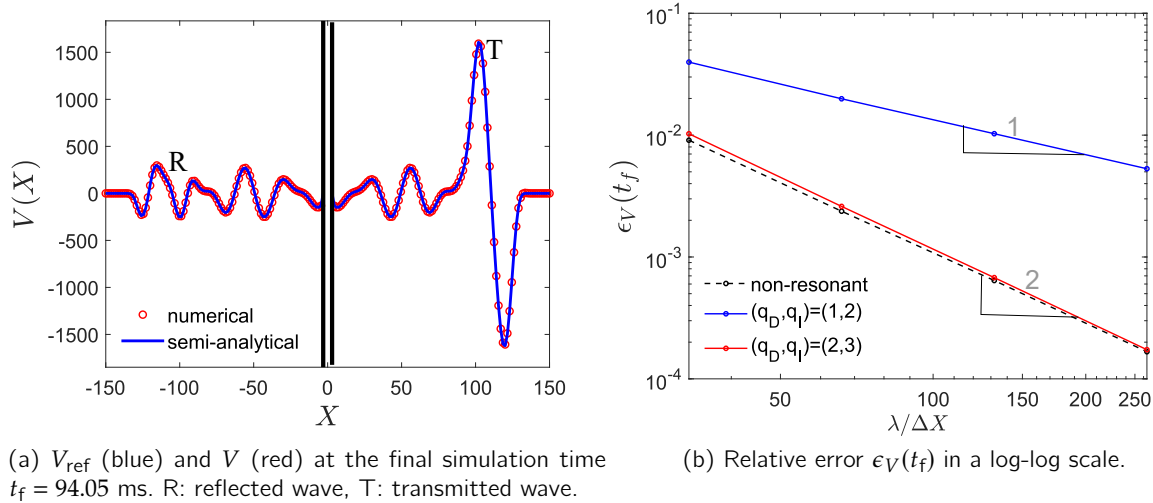 1500
1000
500
0
-500
-1000
-1500
V(X)
R
T
numerical
semi-analytical
-150 -100 -50 0 50 100 150
X
10⁻¹
10⁻²
10⁻³
10⁻⁴
ϵ_V(t_f)
1
2
non-resonant
(q_D,q_I)=(1,2)
(q_D,q_I)=(2,3)
50 100 150 200 250
λ/ΔX
(a) V_ref (blue) and V (red) at the final simulation time
t_f = 94.05 ms. R: reflected wave, T: transmitted wave.
(b) Relative error ϵ_V(t_f) in a log-log scale.